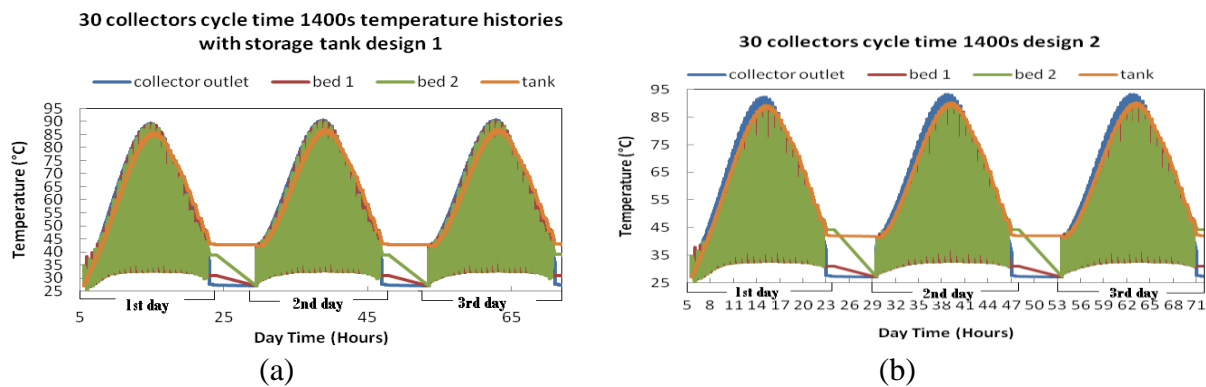 30 collectors cycle time 1400s temperature histories
with storage tank design 1
collector outlet bed 1 bed 2 tank
Temperature (°C)
95
90
85
80
75
70
65
60
55
50
45
40
35
30
25
1st day 2nd day 3rd day
5 25 45 65
Day Time (Hours)
(a)
30 collectors cycle time 1400s design 2
collector outlet bed 1 bed 2 tank
Temperature (°C)
95
85
75
65
55
45
35
25
1st day 2nd day 3rd day
5 8 11 14 17 20 23 26 29 32 35 38 41 44 47 50 53 56 59 62 65 68 71
Day Time (Hours)
(b)